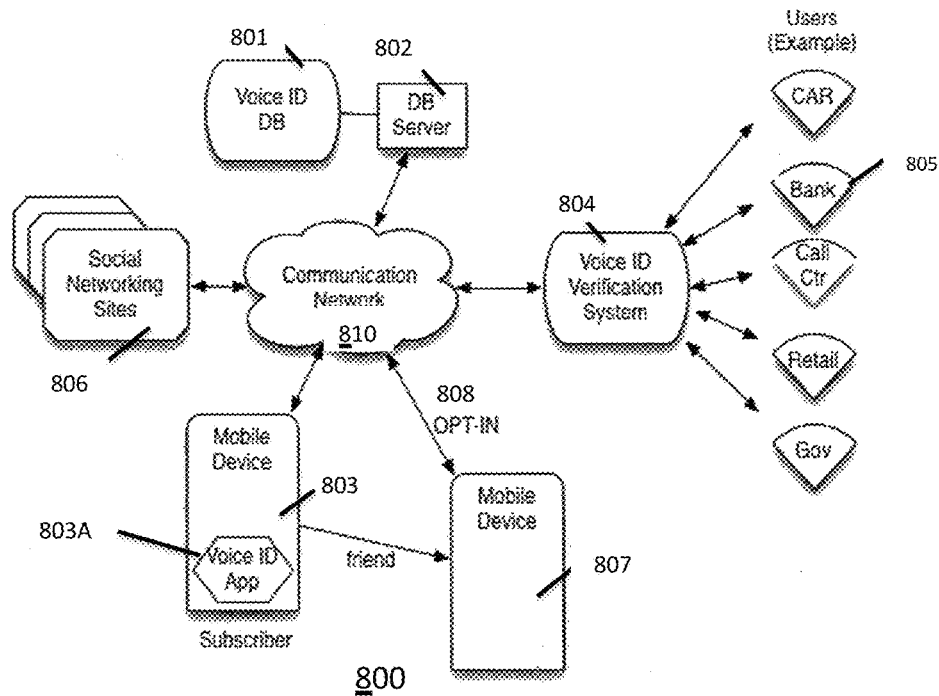 Users
(Example)
801
802
Voice ID
DB
DB
Server
CAR
Bank
805
804
Call
Ctr
Social
Networking
Sites
Communication
Network
810
Voice ID
Verification
System
Retail
806
808
OPT-IN
Gov
Mobile
Device
803
Mobile
Device
803A
Voice ID
App
friend
807
Subscriber
800